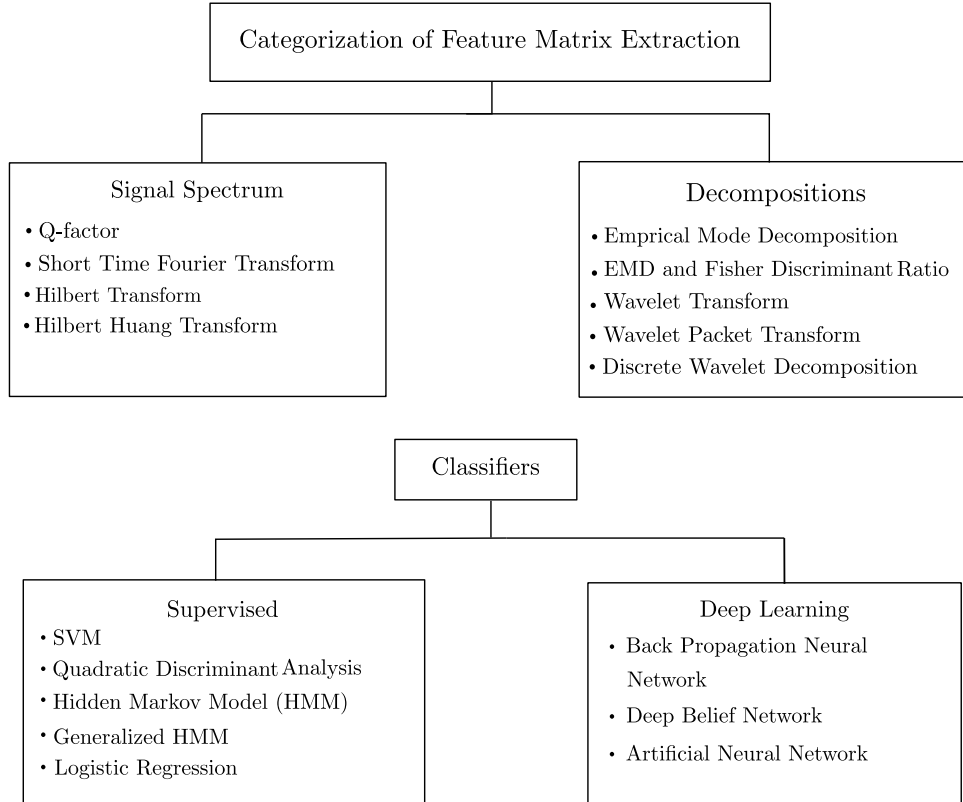 Categorization of Feature Matrix Extraction
Signal Spectrum
• Q-factor
• Short Time Fourier Transform
• Hilbert Transform
• Hilbert Huang Transform
Decompositions
• Emprical Mode Decomposition
• EMD and Fisher Discriminant Ratio
• Wavelet Transform
• Wavelet Packet Transform
• Discrete Wavelet Decomposition
Classifiers
Supervised
• SVM
• Quadratic Discriminant Analysis
• Hidden Markov Model (HMM)
• Generalized HMM
• Logistic Regression
Deep Learning
• Back Propagation Neural
Network
• Deep Belief Network
• Artificial Neural Network